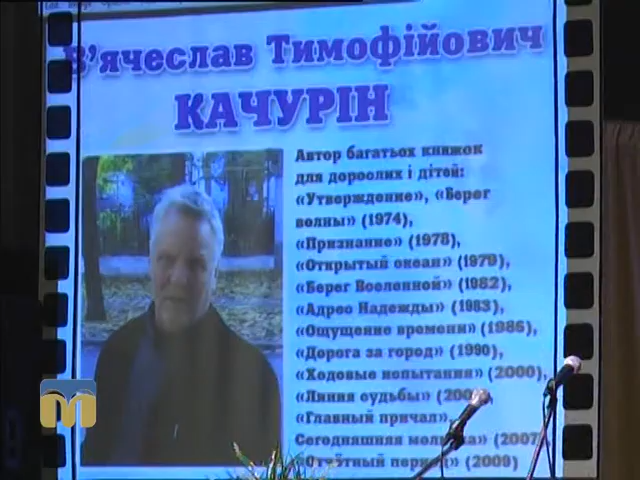 В'ячеслав Тимофійович
КАЧУРІН
Автор багатьох книжок
для дорослих і дітей:
«Утверждение», «Берег
волны» (1974),
«Признание» (1978),
«Открытый океан» (1979),
«Берег Вселенной» (1982),
«Адрес Надежды» (1983),
«Ощущение времени» (1986),
«Дорога за город» (1990),
«Ходовые испытания» (2000),
«Линия судьбы»
«Главный причал»,
Сегодняшняя (2007)
«Отчётный период» (2009)